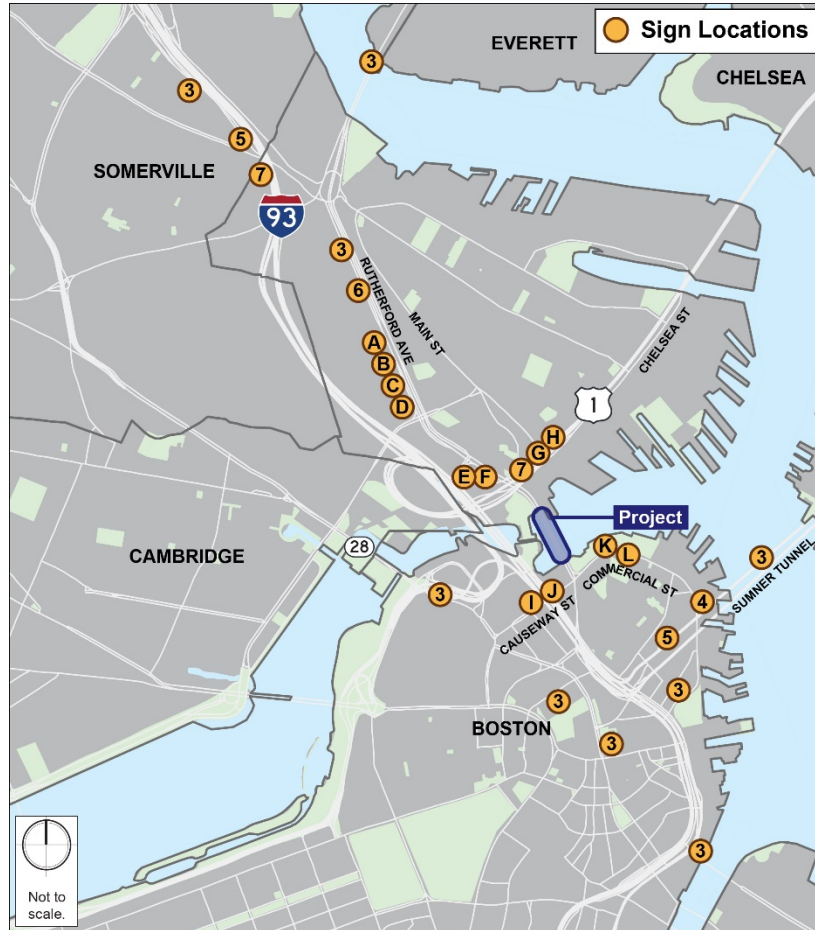 Sign Locations
EVERETT
3
CHELSEA
3
5
SOMERVILLE
7
93
3
RUTHERFORD AVE
6
MAIN ST
CHELSEA ST
A
B
C
D
1
H
G
7
E
F
Project
28
CAMBRIDGE
K
L
3
COMMERCIAL ST
SUMNER TUNNEL
3
I
J
4
CAUSEWAY ST
5
3
3
BOSTON
3
3
Not to
scale.